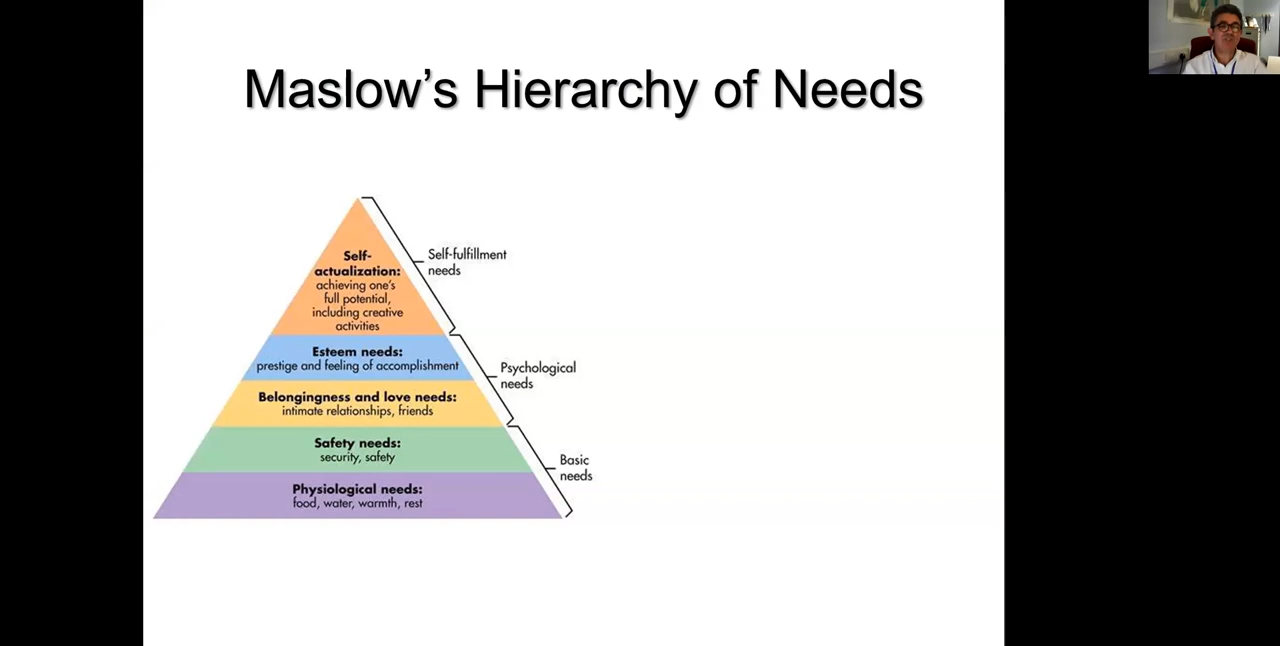 Maslow's Hierarchy of Needs
Self-
actualization:
achieving one's
full potential,
including creative
activities
Self-fulfillment
needs
Esteem needs:
prestige and feeling of accomplishment
Psychological
needs
Belongingness and love needs:
intimate relationships, friends
Safety needs:
security, safety
Basic
needs
Physiological needs:
food, water, warmth, rest